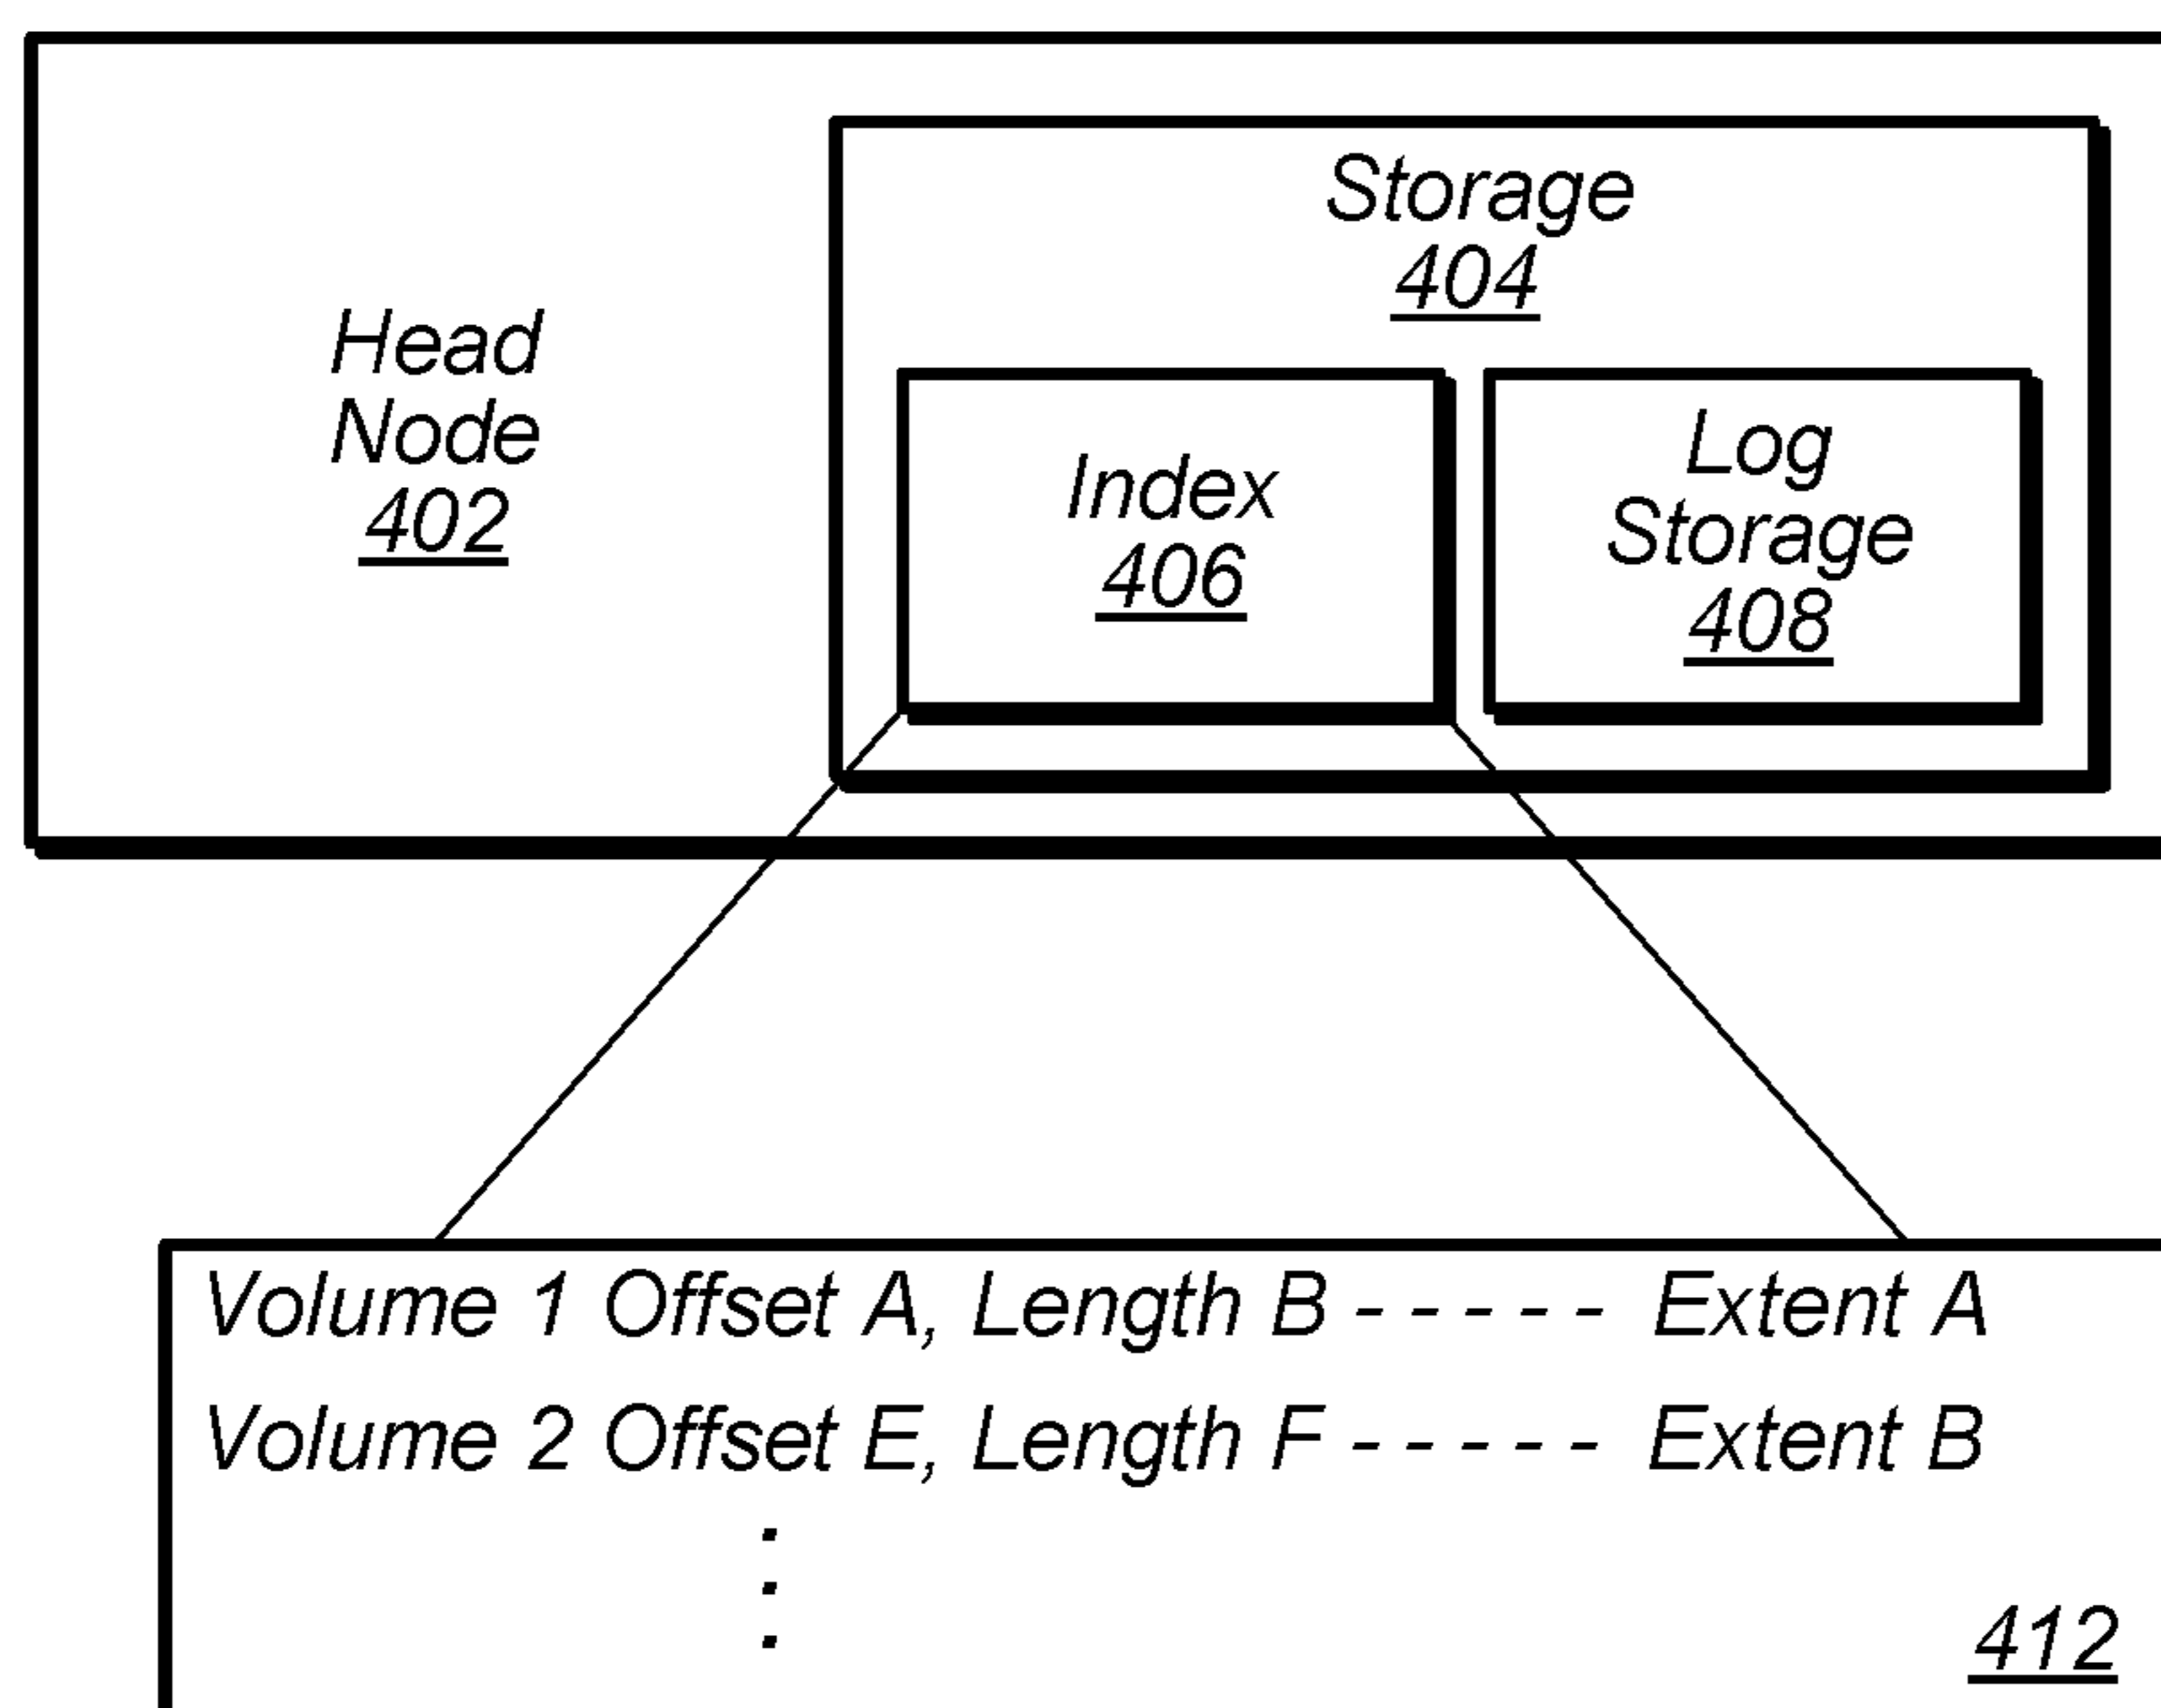 Storage
404
Head
Node
402
Index
406
Log
Storage
408
Volume 1 Offset A, Length B - - - - - Extent A
Volume 2 Offset E, Length F - - - - - Extent B
.
.
.
412